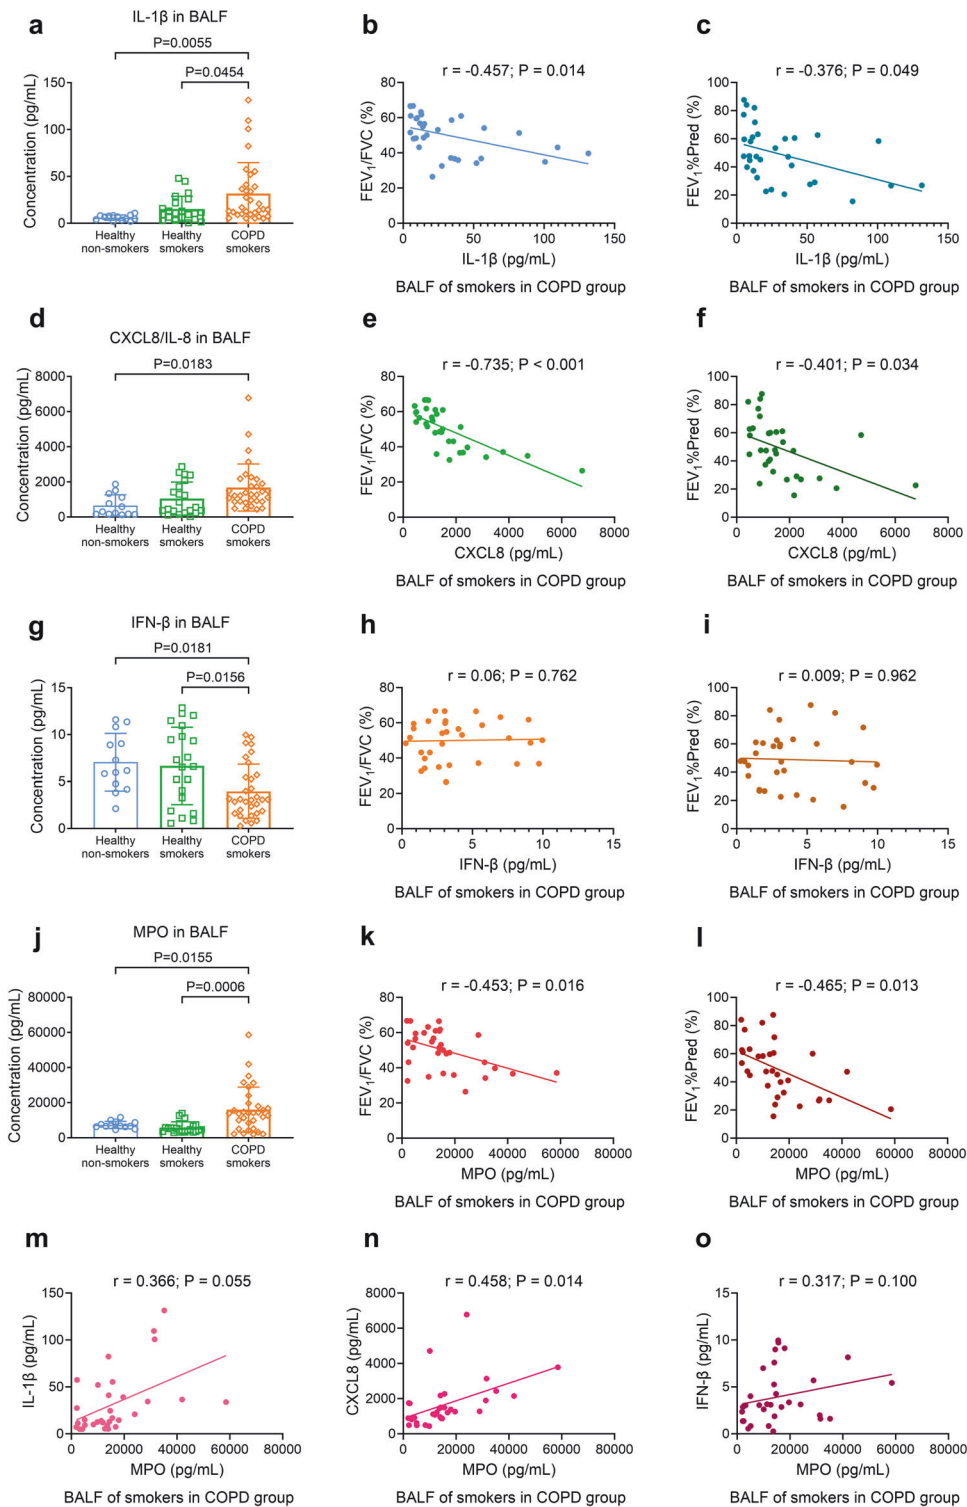 a
IL-1β in BALF
P=0.0055
P=0.0454
Concentration (pg/mL)
150
100
50
0
Healthy non-smokers
Healthy smokers
COPD smokers
b
r = -0.457; P = 0.014
FEV1/FVC (%)
80
60
40
20
0
0 50 100 150
IL-1β (pg/mL)
BALF of smokers in COPD group
c
r = -0.376; P = 0.049
FEV1%Pred (%)
100
80
60
40
20
0
0 50 100 150
IL-1β (pg/mL)
BALF of smokers in COPD group
d
CXCL8/IL-8 in BALF
P=0.0183
Concentration (pg/mL)
8000
6000
4000
2000
0
Healthy non-smokers
Healthy smokers
COPD smokers
e
r = -0.735; P < 0.001
FEV1/FVC (%)
80
60
40
20
0
0 2000 4000 6000 8000
CXCL8 (pg/mL)
BALF of smokers in COPD group
f
r = -0.401; P = 0.034
FEV1%Pred (%)
100
80
60
40
20
0
0 2000 4000 6000 8000
CXCL8 (pg/mL)
BALF of smokers in COPD group
g
IFN-β in BALF
P=0.0181
P=0.0156
Concentration (pg/mL)
15
10
5
0
Healthy non-smokers
Healthy smokers
COPD smokers
h
r = 0.06; P = 0.762
FEV1/FVC (%)
80
60
40
20
0
0 5 10 15
IFN-β (pg/mL)
BALF of smokers in COPD group
i
r = 0.009; P = 0.962
FEV1%Pred (%)
100
80
60
40
20
0
5 10 15
IFN-β (pg/mL)
BALF of smokers in COPD group
j
MPO in BALF
P=0.0155
P=0.0006
Concentration (pg/mL)
80000
60000
40000
20000
0
Healthy non-smokers
Healthy smokers
COPD smokers
k
r = -0.453; P = 0.016
FEV1/FVC (%)
80
60
40
20
0
0 20000 40000 60000 80000
MPO (pg/mL)
BALF of smokers in COPD group
l
r = -0.465; P = 0.013
FEV1%Pred (%)
100
80
60
40
20
0
0 20000 40000 60000 80000
MPO (pg/mL)
BALF of smokers in COPD group
m
r = 0.366; P = 0.055
IL-1β (pg/mL)
150
100
50
0
0 20000 40000 60000 80000
MPO (pg/mL)
BALF of smokers in COPD group
n
r = 0.458; P = 0.014
CXCL8 (pg/mL)
8000
6000
4000
2000
0
0 20000 40000 60000 80000
MPO (pg/mL)
BALF of smokers in COPD group
o
r = 0.317; P = 0.100
IFN-β (pg/mL)
15
10
5
0
0 20000 40000 60000 80000
MPO (pg/mL)
BALF of smokers in COPD group